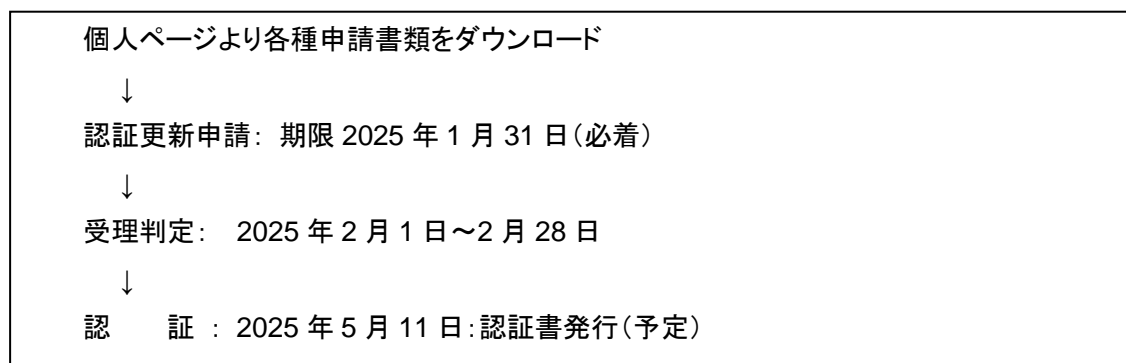 個人ページより各種申請書類をダウンロード
↓
認証更新申請: 期限 2025 年 1 月 31 日(必着)
↓
受理判定: 2025 年 2 月 1 日~2 月 28 日
↓
認 証 : 2025 年 5 月 11 日:認証書発行(予定)